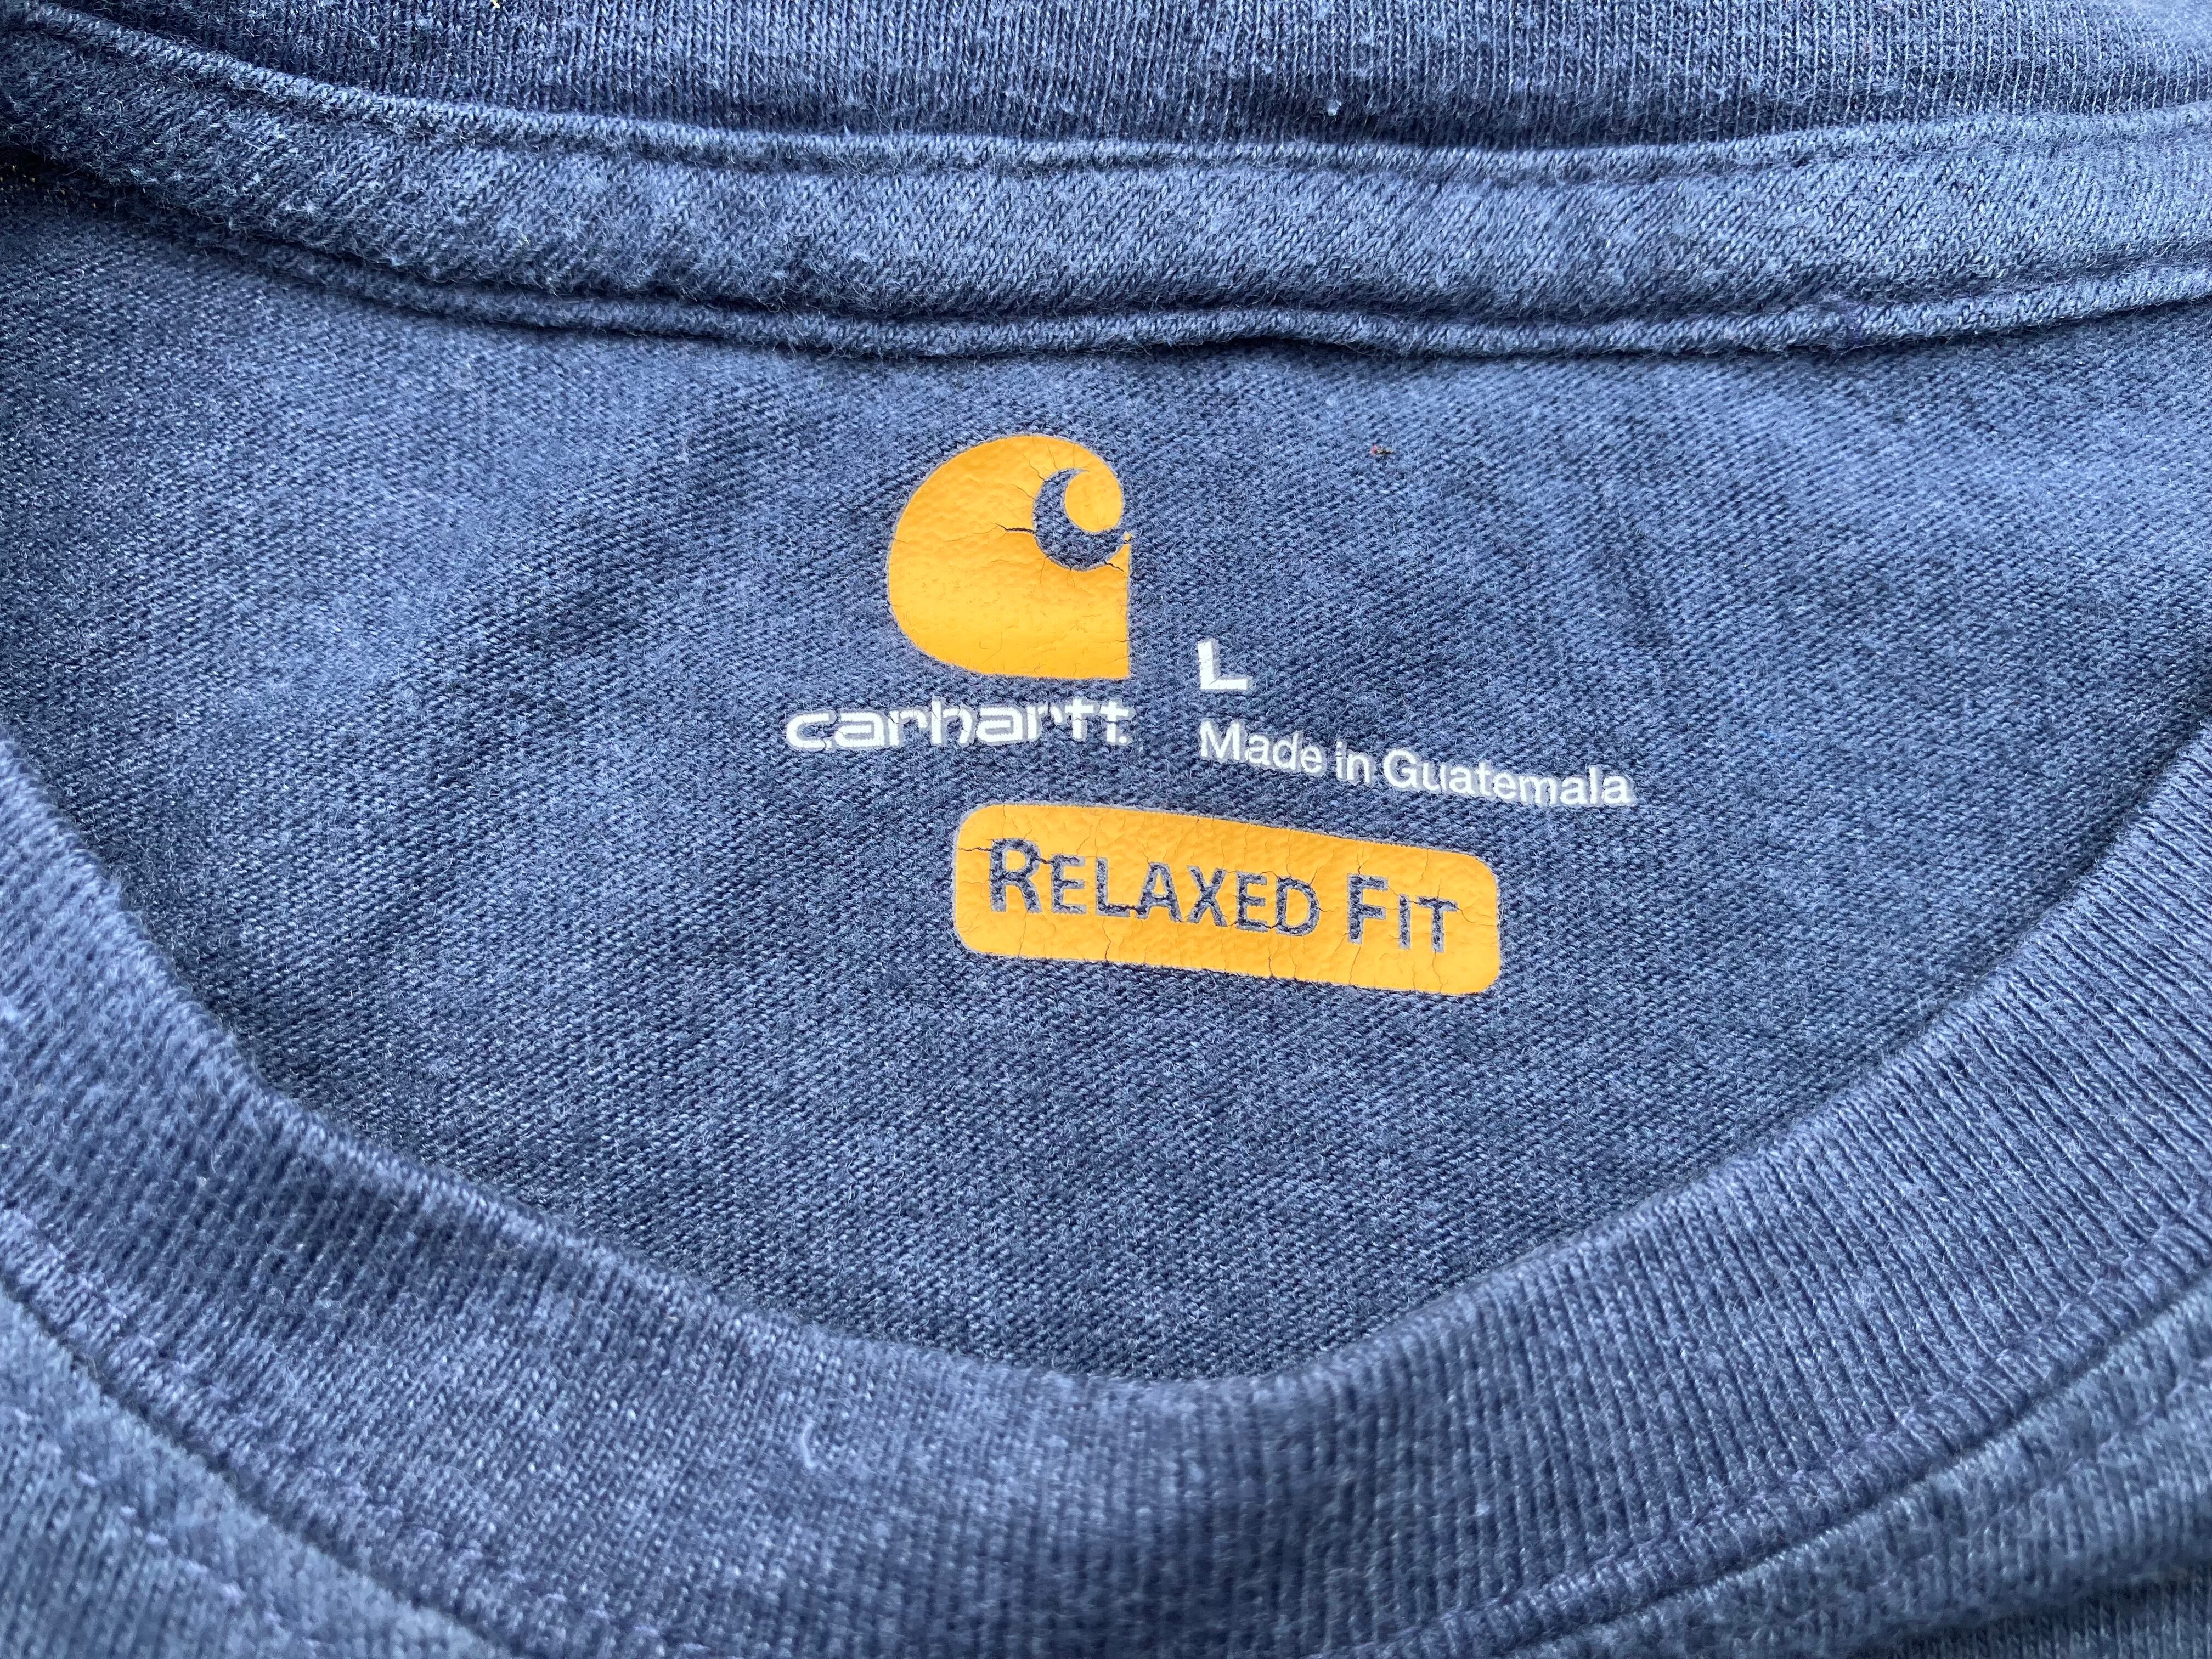 carhartt.
L
Made in Guatemala
RELAXED FIT